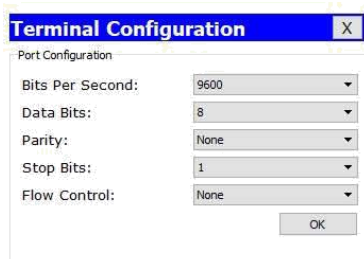 Terminal Configuration X
Port Configuration
Bits Per Second: 9600
Data Bits: 8
Parity: None
Stop Bits: 1
Flow Control: None
OK